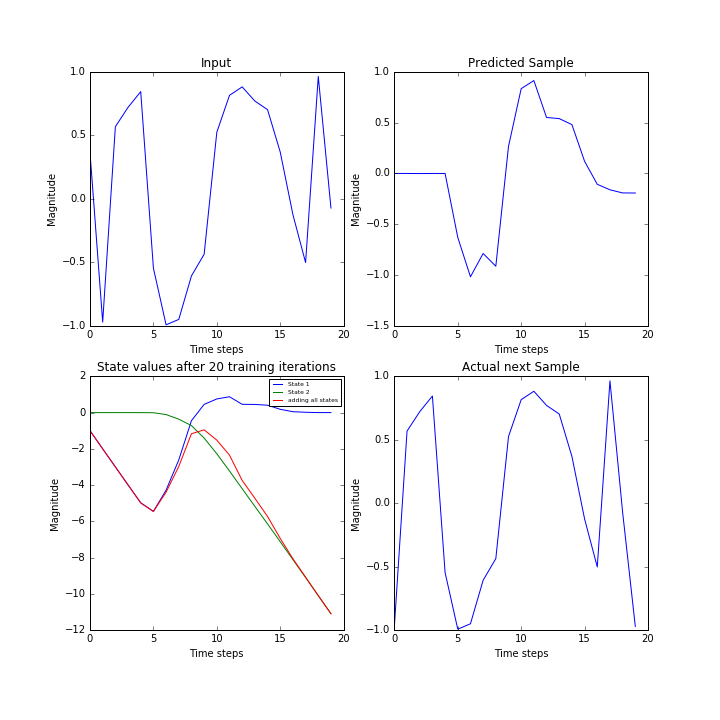 Input
1.0
0.5
0.0
−0.5
−1.0
Magnitude
0 5 10 15 20
Time steps
Predicted Sample
1.0
0.5
0.0
−0.5
−1.0
−1.5
Magnitude
0 5 10 15 20
Time steps
State values after 20 training iterations
2
0
−2
−4
−6
−8
−10
−12
Magnitude
State 1
State 2
adding all states
0 5 10 15 20
Time steps
Actual next Sample
1.0
0.5
0.0
−0.5
−1.0
Magnitude
0 5 10 15 20
Time steps